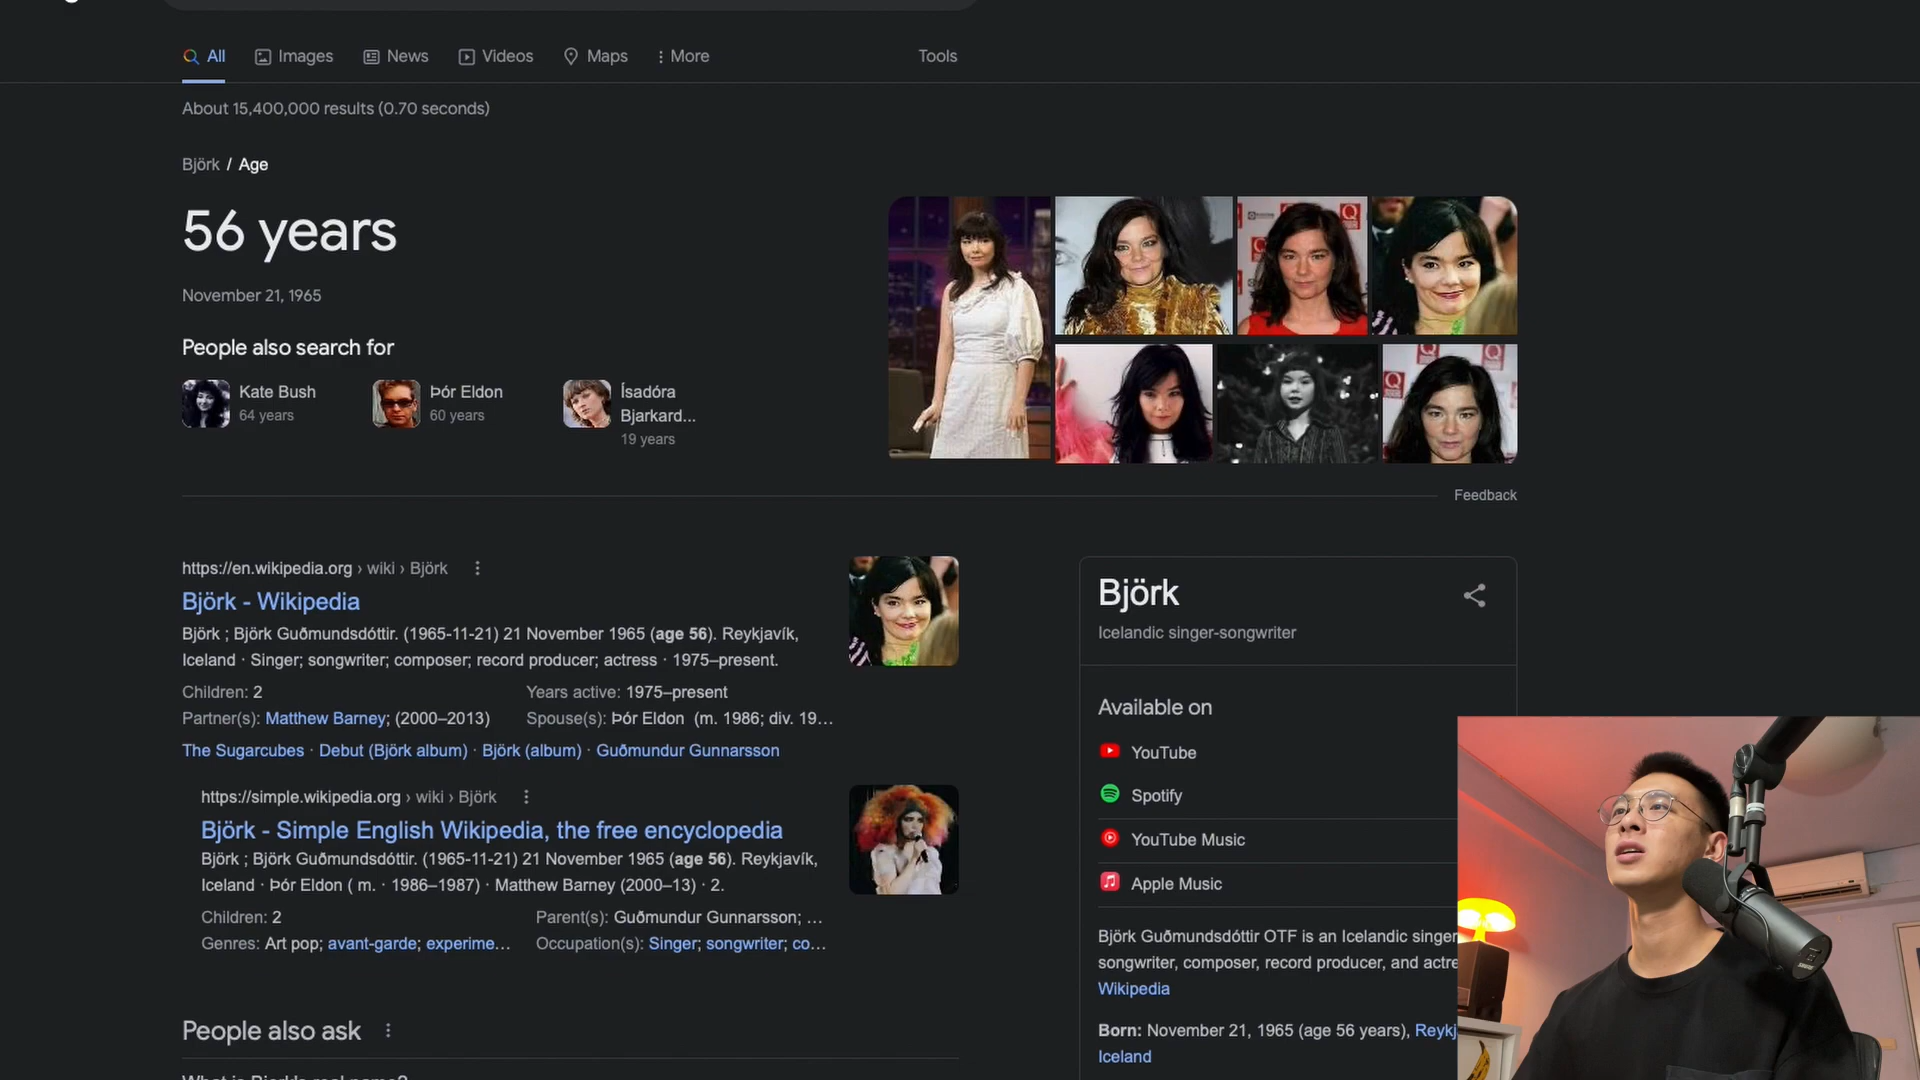 All Images News Videos Maps More Tools
About 15,400,000 results (0.70 seconds)
Björk / Age
56 years
November 21, 1965
People also search for
Kate Bush
64 years
Þór Eldon
60 years
Ísadóra
Bjarkard...
19 years
Feedback
https://en.wikipedia.org › wiki › Björk
Björk - Wikipedia
Björk ; Björk Guðmundsdóttir. (1965-11-21) 21 November 1965 (age 56). Reykjavík,
Iceland · Singer; songwriter; composer; record producer; actress · 1975–present.
Children: 2 Years active: 1975–present
Partner(s): Matthew Barney; (2000–2013) Spouse(s): Þór Eldon (m. 1986; div. 19...
The Sugarcubes · Debut (Björk album) · Björk (album) · Guðmundur Gunnarsson
https://simple.wikipedia.org › wiki › Björk
Björk - Simple English Wikipedia, the free encyclopedia
Björk ; Björk Guðmundsdóttir. (1965-11-21) 21 November 1965 (age 56). Reykjavík,
Iceland · Þór Eldon ( m. · 1986–1987) · Matthew Barney (2000–13) · 2.
Children: 2 Parent(s): Guðmundur Gunnarsson; ...
Genres: Art pop; avant-garde; experime... Occupation(s): Singer; songwriter; co...
People also ask
What is Bjork's real name?
Björk
Icelandic singer-songwriter
Available on
YouTube
Spotify
YouTube Music
Apple Music
Björk Guðmundsdóttir OTF is an Icelandic singer
songwriter, composer, record producer, and actre
Wikipedia
Born: November 21, 1965 (age 56 years), Reykj
Iceland